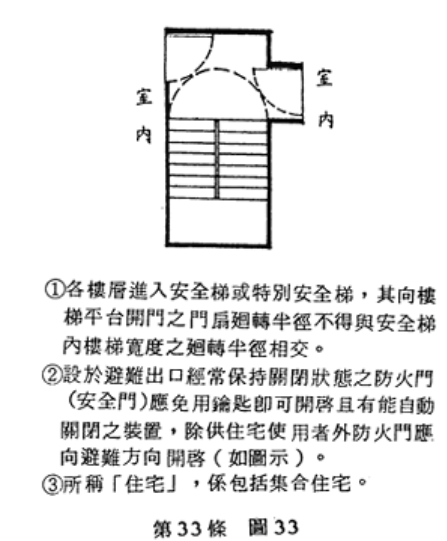 室
內
室
內
①各樓層進入安全梯或特別安全梯，其向樓
梯平台開門之門扇迴轉半徑不得與安全梯
內樓梯寬度之迴轉半徑相交。
②設於避難出口經常保持關閉狀態之防火門
(安全門)應免用鑰匙卽可開啓且有能自動
關閉之裝置，除供住宅使用者外防火門應
向避難方向開啓(如圖示)。
③所稱「住宅」，係包括集合住宅。
第33條 圖33